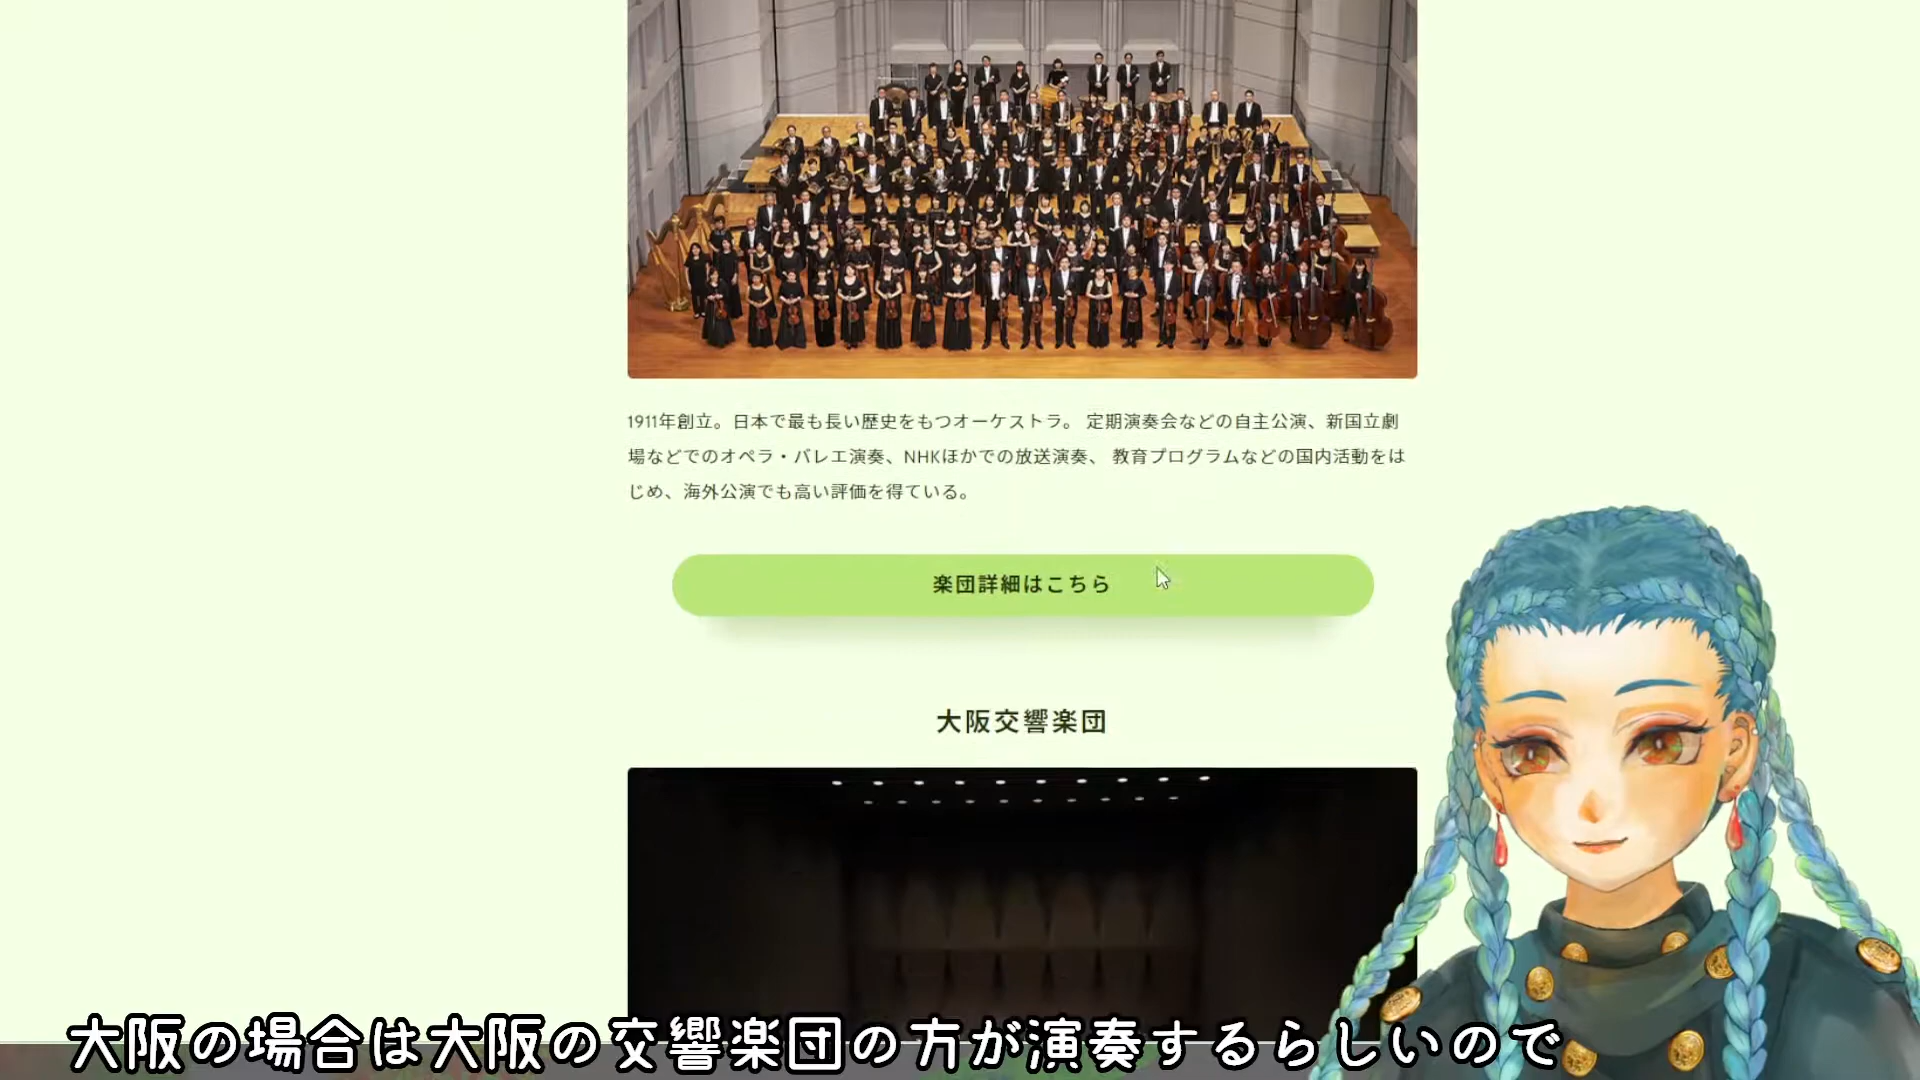 1911年創立。日本で最も長い歴史をもつオーケストラ。 定期演奏会などの自主公演、新国立劇
場などでのオペラ・バレエ演奏、NHKほかでの放送演奏、 教育プログラムなどの国内活動をは
じめ、海外公演でも高い評価を得ている。
楽団詳細はこちら
大阪交響楽団
大阪の場合は大阪の交響楽団の方が演奏するらしいので